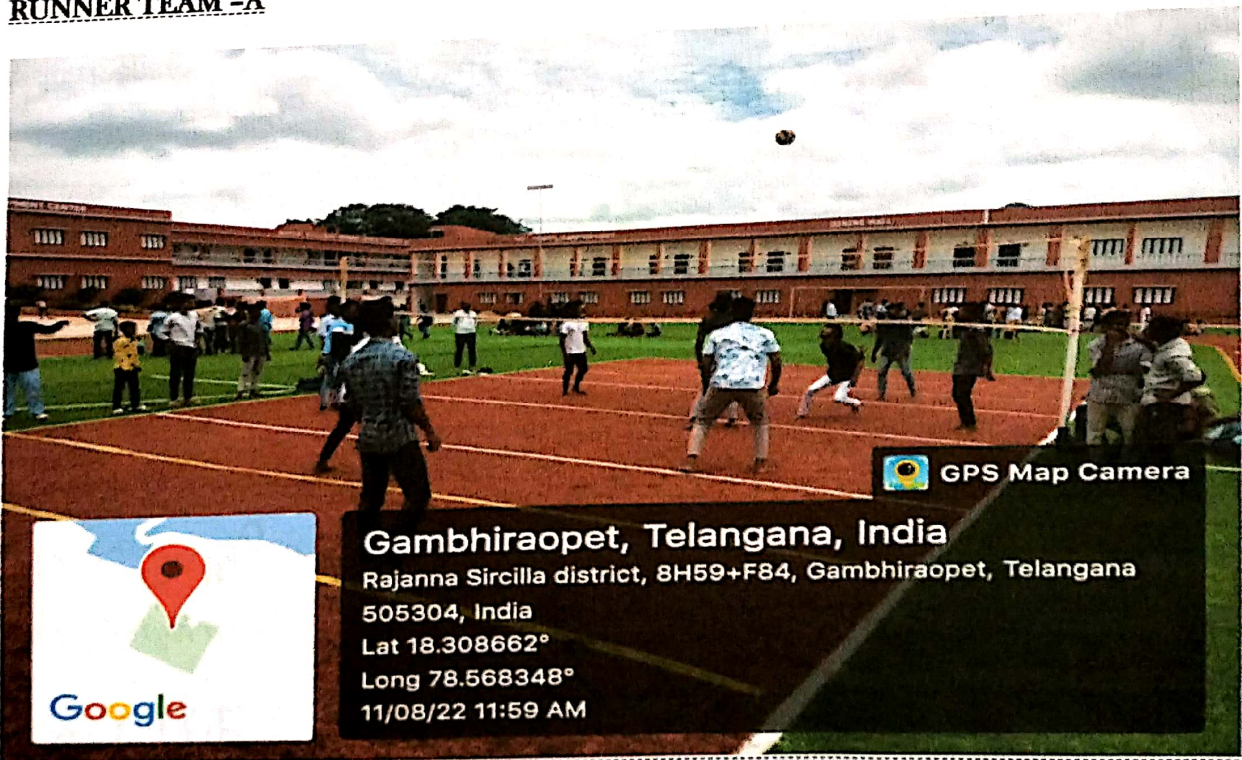 RUNNER TEAM –A
GPS Map Camera
Gambhiraopet, Telangana, India
Rajanna Sircilla district, 8H59+F84, Gambhiraopet, Telangana
505304, India
Lat 18.308662°
Long 78.568348°
11/08/22 11:59 AM
Google